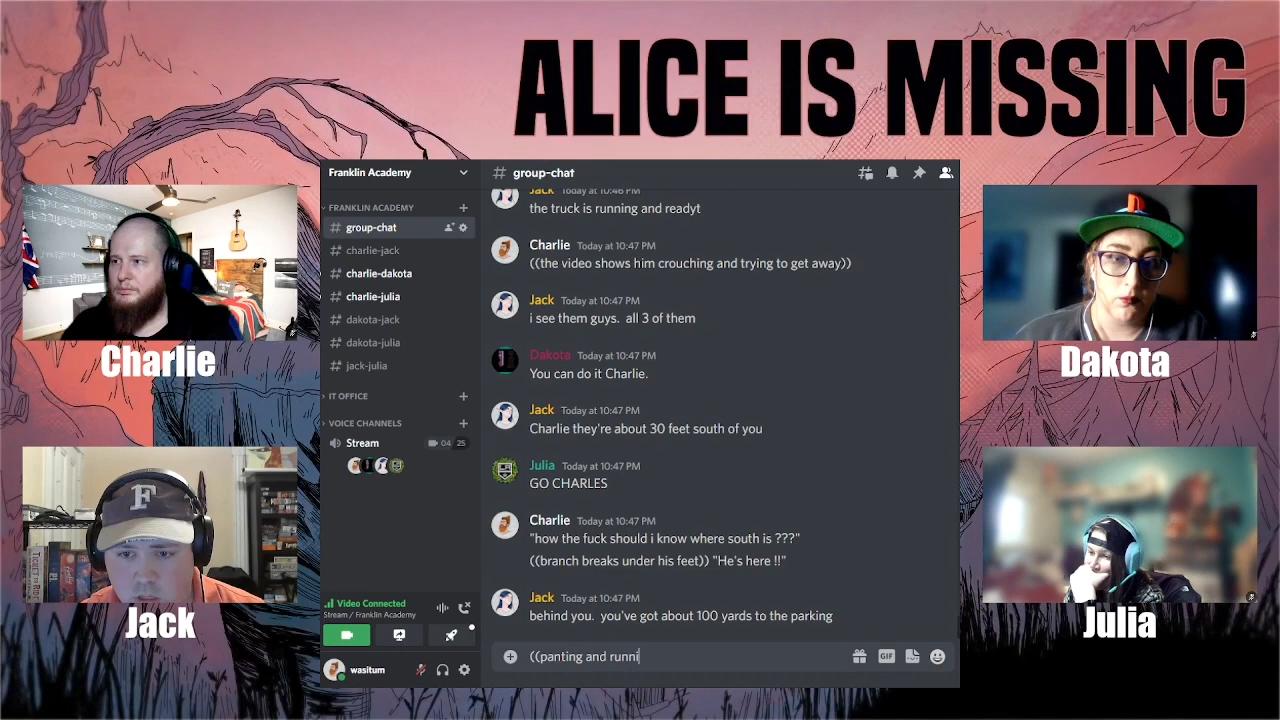 ALICE IS MISSING
Franklin Academy
FRANKLIN ACADEMY
# group-chat
# charlie-jack
# charlie-dakota
# charlie-julia
# dakota-jack
# dakota-julia
# jack-julia
IT OFFICE
VOICE CHANNELS
Stream 04 25
Video Connected
Stream / Franklin Academy
wasitum
# group-chat
Jack Today at 10:46 PM
the truck is running and readyt
Charlie Today at 10:47 PM
((the video shows him crouching and trying to get away))
Jack Today at 10:47 PM
i see them guys. all 3 of them
Dakota Today at 10:47 PM
You can do it Charlie.
Jack Today at 10:47 PM
Charlie they're about 30 feet south of you
Julia Today at 10:47 PM
GO CHARLES
Charlie Today at 10:47 PM
"how the fuck should i know where south is ???"
((branch breaks under his feet)) "He's here !!"
Jack Today at 10:47 PM
behind you. you've got about 100 yards to the parking
((panting and runni
GIF
Charlie
Dakota
F
TICKET TO RIDE
Jack
Julia